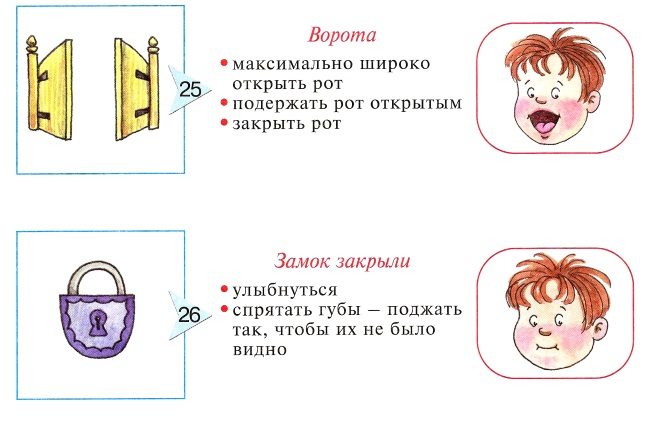 Ворота
• максимально широко
открыть рот
25
• подержать рот открытым
• закрыть рот
Замок закрыли
• улыбнуться
26
• спрятать губы – поджать
так, чтобы их не было
видно